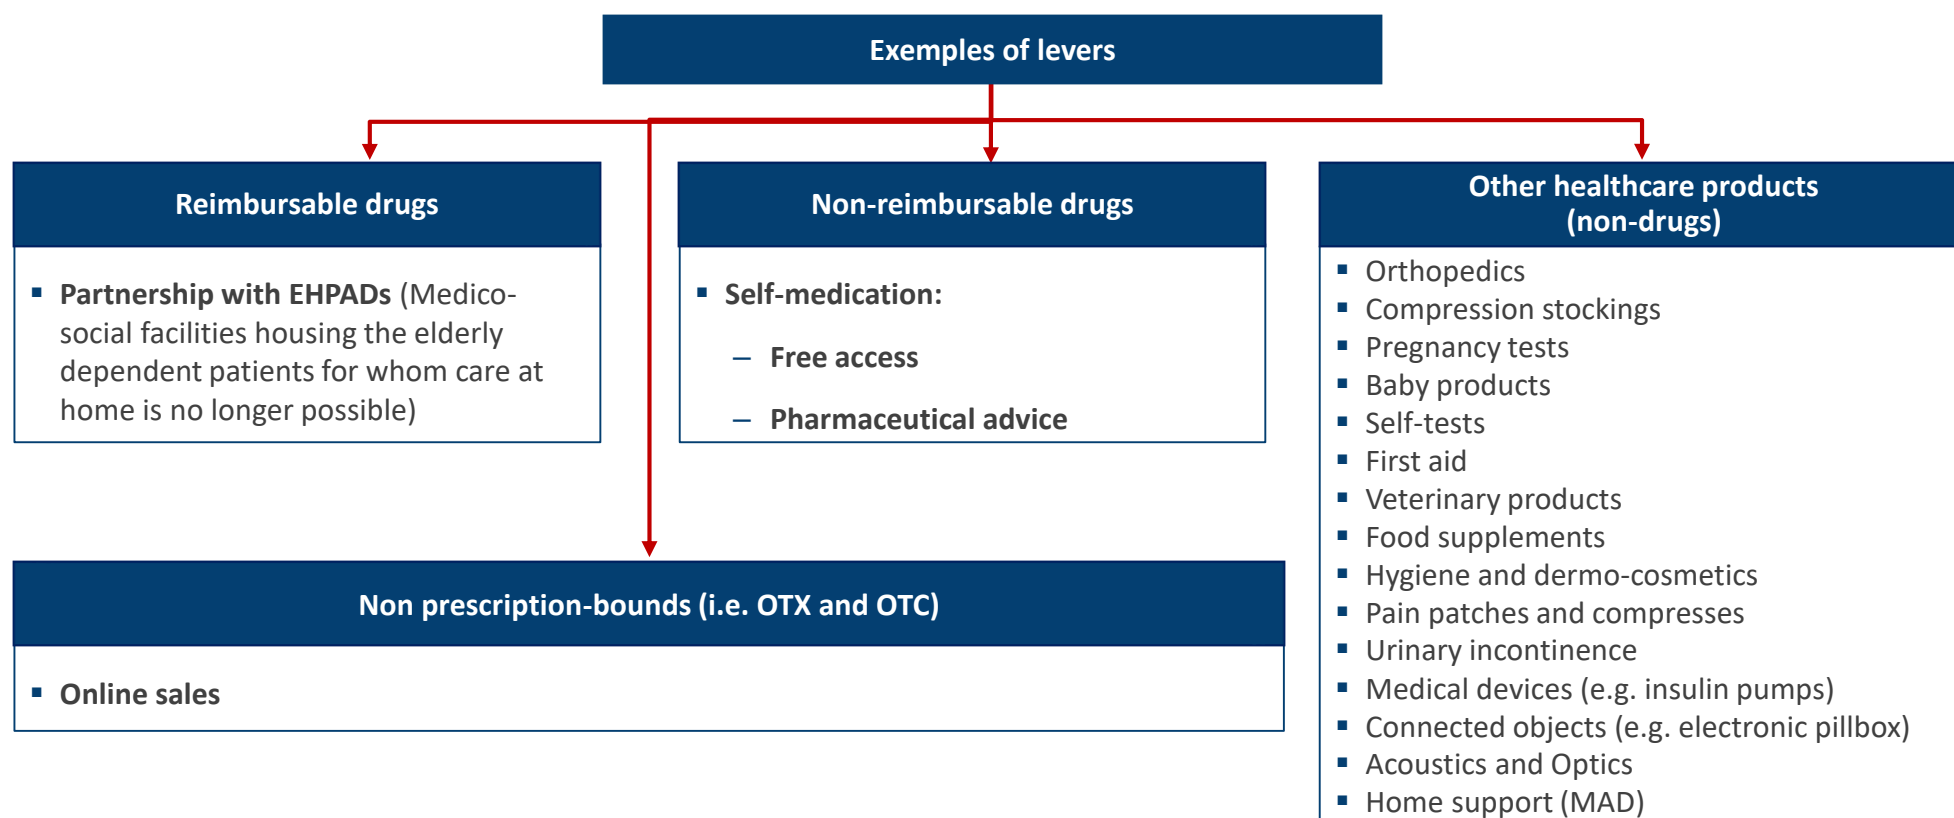 Exemples of levers
Reimbursable drugs
▪ Partnership with EHPADs (Medico-
social facilities housing the elderly
dependent patients for whom care at
home is no longer possible)
Non-reimbursable drugs
▪ Self-medication:
– Free access
– Pharmaceutical advice
Other healthcare products
(non-drugs)
▪ Orthopedics
▪ Compression stockings
▪ Pregnancy tests
▪ Baby products
▪ Self-tests
▪ First aid
▪ Veterinary products
▪ Food supplements
▪ Hygiene and dermo-cosmetics
▪ Pain patches and compresses
▪ Urinary incontinence
▪ Medical devices (e.g. insulin pumps)
▪ Connected objects (e.g. electronic pillbox)
▪ Acoustics and Optics
▪ Home support (MAD)
Non prescription-bounds (i.e. OTX and OTC)
▪ Online sales